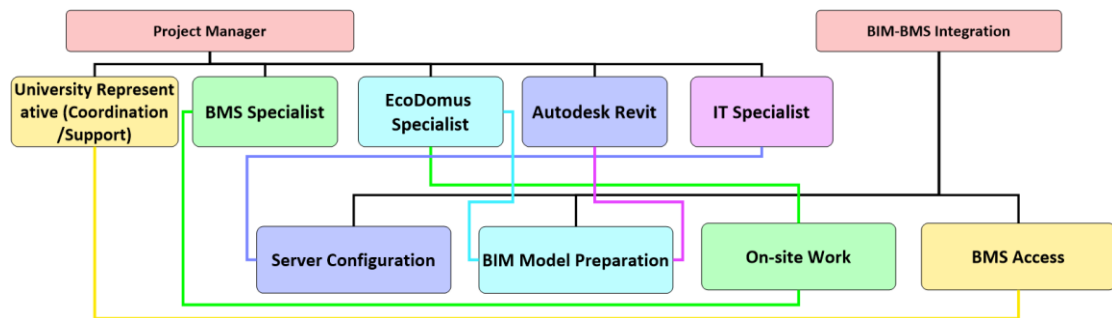 Project Manager
BIM-BMS Integration
University Represent
ative (Coordination
/Support)
BMS Specialist
EcoDomus
Specialist
Autodesk Revit
IT Specialist
Server Configuration
BIM Model Preparation
On-site Work
BMS Access